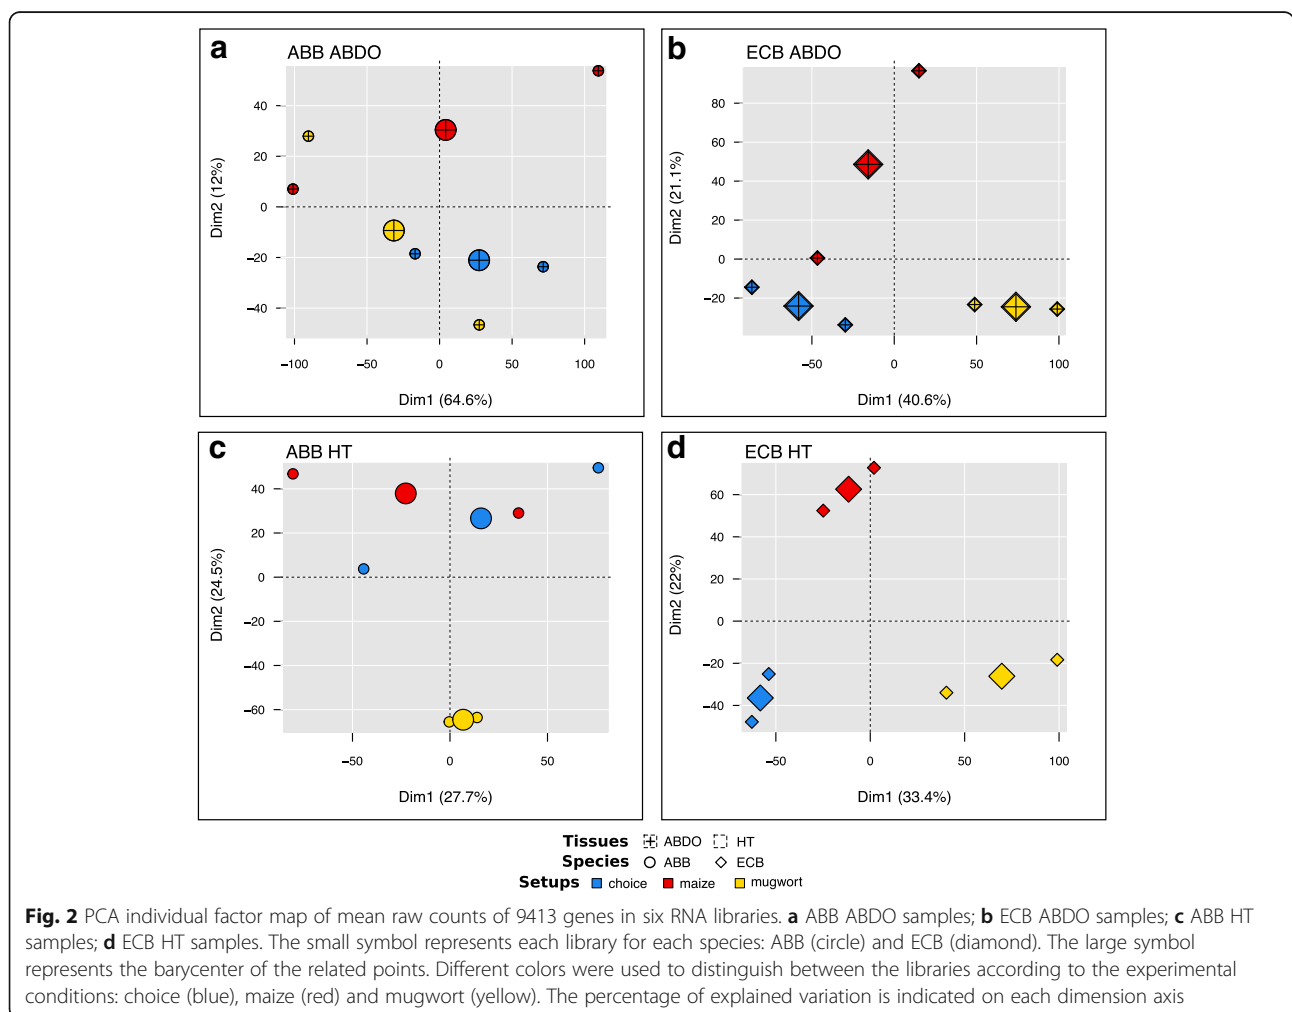 a
ABB ABDO
40
20
0
−20
−40
−100
−50
0
50
100
Dim2 (12%)
Dim1 (64.6%)
b
ECB ABDO
80
60
40
20
0
−20
−50
0
50
100
Dim2 (21.1%)
Dim1 (40.6%)
c
ABB HT
40
20
0
−20
−40
−60
−50
0
50
Dim2 (24.5%)
Dim1 (27.7%)
d
ECB HT
60
40
20
0
−20
−40
−50
0
50
100
Dim2 (22%)
Dim1 (33.4%)
Tissues ABDO HT
Species ABB ECB
Setups choice maize mugwort
Fig. 2 PCA individual factor map of mean raw counts of 9413 genes in six RNA libraries. a ABB ABDO samples; b ECB ABDO samples; c ABB HT
samples; d ECB HT samples. The small symbol represents each library for each species: ABB (circle) and ECB (diamond). The large symbol
represents the barycenter of the related points. Different colors were used to distinguish between the libraries according to the experimental
conditions: choice (blue), maize (red) and mugwort (yellow). The percentage of explained variation is indicated on each dimension axis